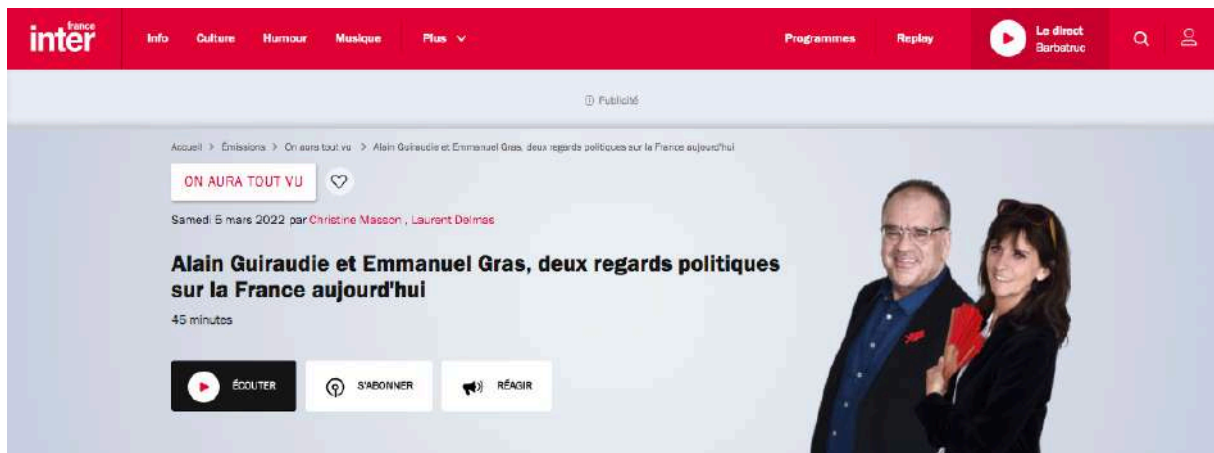 france
inter
Info Culture Humour Musique Plus
Programmes Replay
Le direct
Barbatruc
Publicité
Accueil > Émissions > On aura tout vu > Alain Guiraudie et Emmanuel Gras, deux regards politiques sur la France aujourd'hui
ON AURA TOUT VU
Samedi 5 mars 2022 par Christine Masson , Laurent Delmas
Alain Guiraudie et Emmanuel Gras, deux regards politiques
sur la France aujourd'hui
45 minutes
ÉCOUTER S'ABONNER RÉAGIR